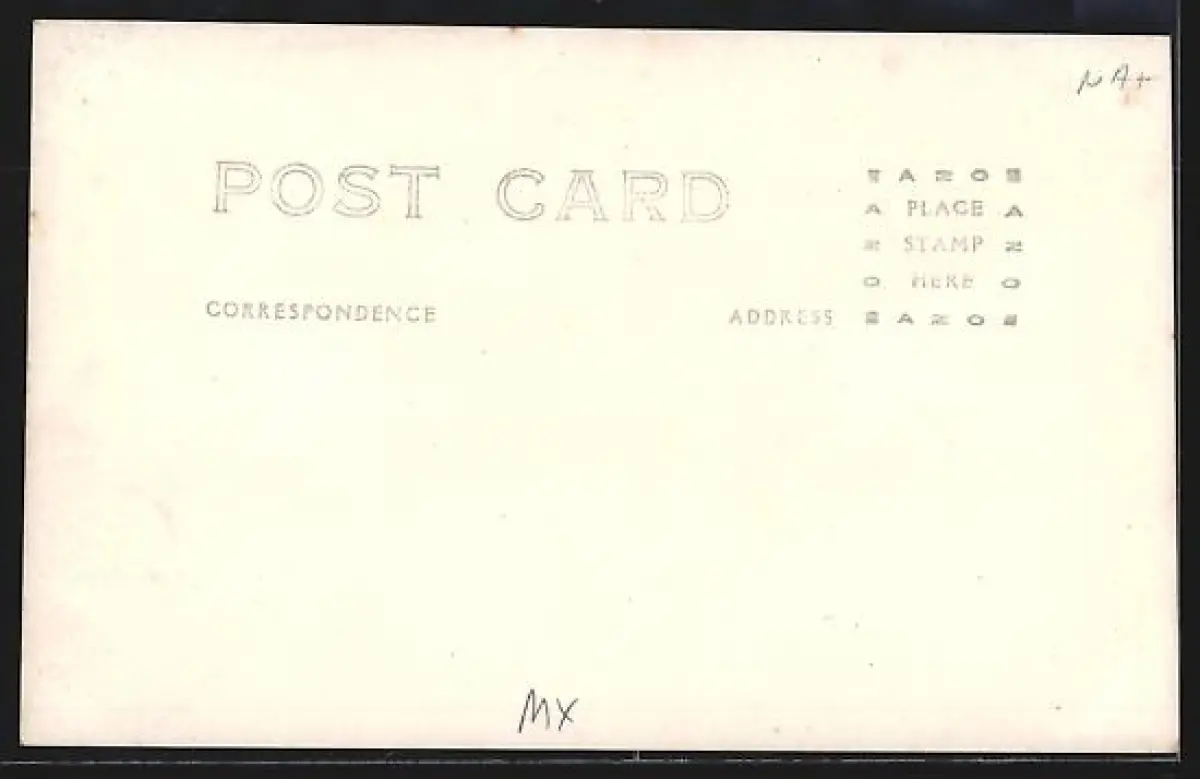 NA+
POST CARD
A Z O
A PLACE A
Z STAMP Z
O HERE O
CORRESPONDENCE
ADDRESS
A Z O
MX